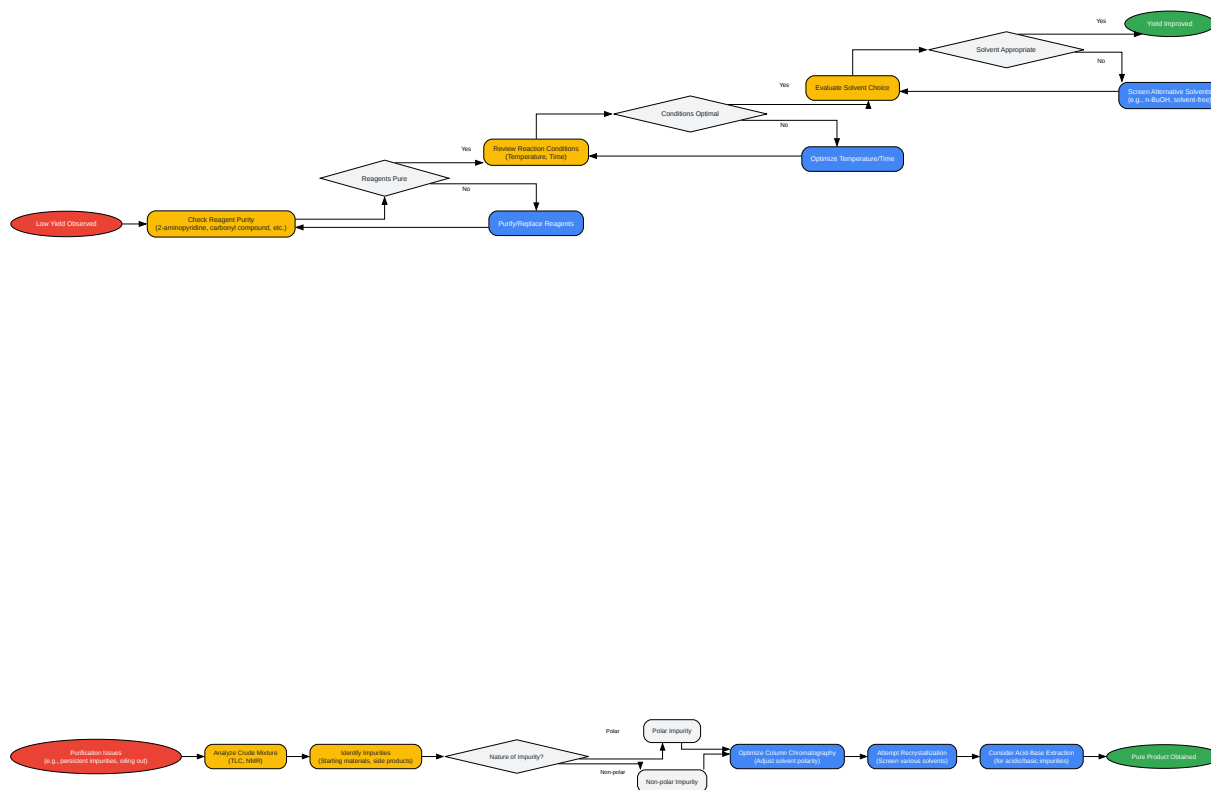 Yes
Yield Improved
Solvent Appropriate
No
Screen Alternative Solvents
(e.g., n-BuOH, solvent-free)
Yes
Evaluate Solvent Choice
Conditions Optimal
No
Optimize Temperature/Time
Yes
Review Reaction Conditions
(Temperature, Time)
Reagents Pure
No
Low Yield Observed
Check Reagent Purity
(2-aminopyridine, carbonyl compound, etc.)
Purify/Replace Reagents
Purification Issues
(e.g., persistent impurities, oiling out)
Analyze Crude Mixture
(TLC, NMR)
Identify Impurities
(Starting materials, side products)
Nature of Impurity?
Polar
Polar Impurity
Non-polar
Non-polar Impurity
Optimize Column Chromatography
(Adjust solvent polarity)
Attempt Recrystallization
(Screen various solvents)
Consider Acid-Base Extraction
(for acidic/basic impurities)
Pure Product Obtained